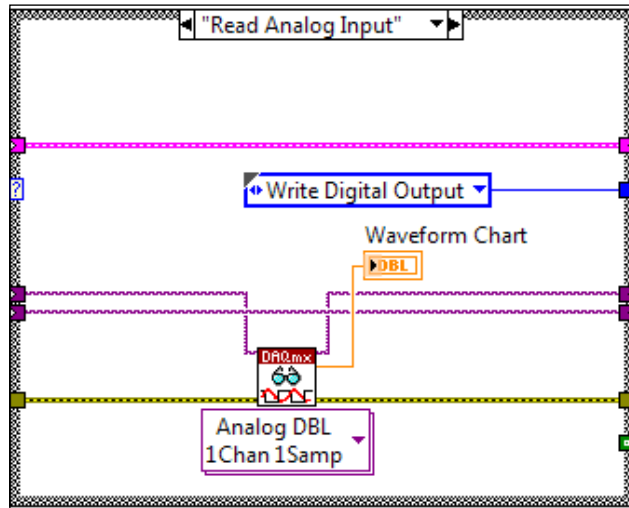 "Read Analog Input"
?
Write Digital Output
Waveform Chart
DBL
DAQmx
Analog DBL
1Chan 1Samp